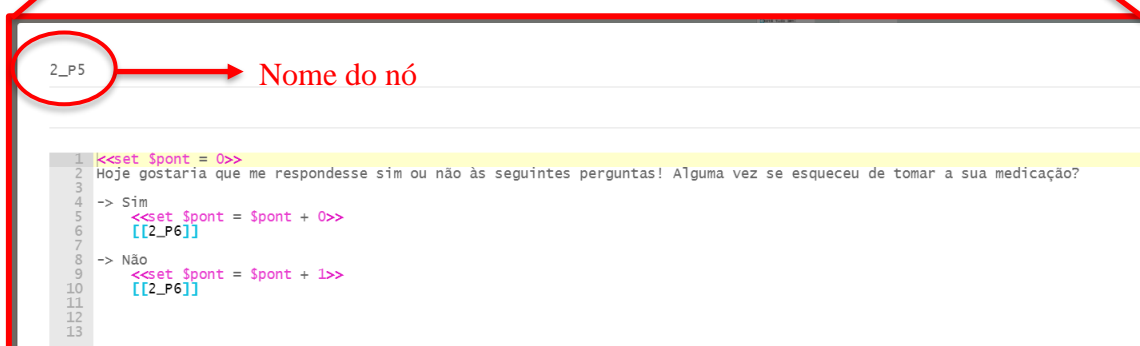 2_P5
Nome do nó
1 <<set $pont = 0>>
2 Hoje gostaria que me respondesse sim ou não às seguintes perguntas! Alguma vez se esqueceu de tomar a sua medicação?
3
4 -> Sim
5 <<set $pont = $pont + 0>>
6 [[2_P6]]
7
8 -> Não
9 <<set $pont = $pont + 1>>
10 [[2_P6]]
11
12
13